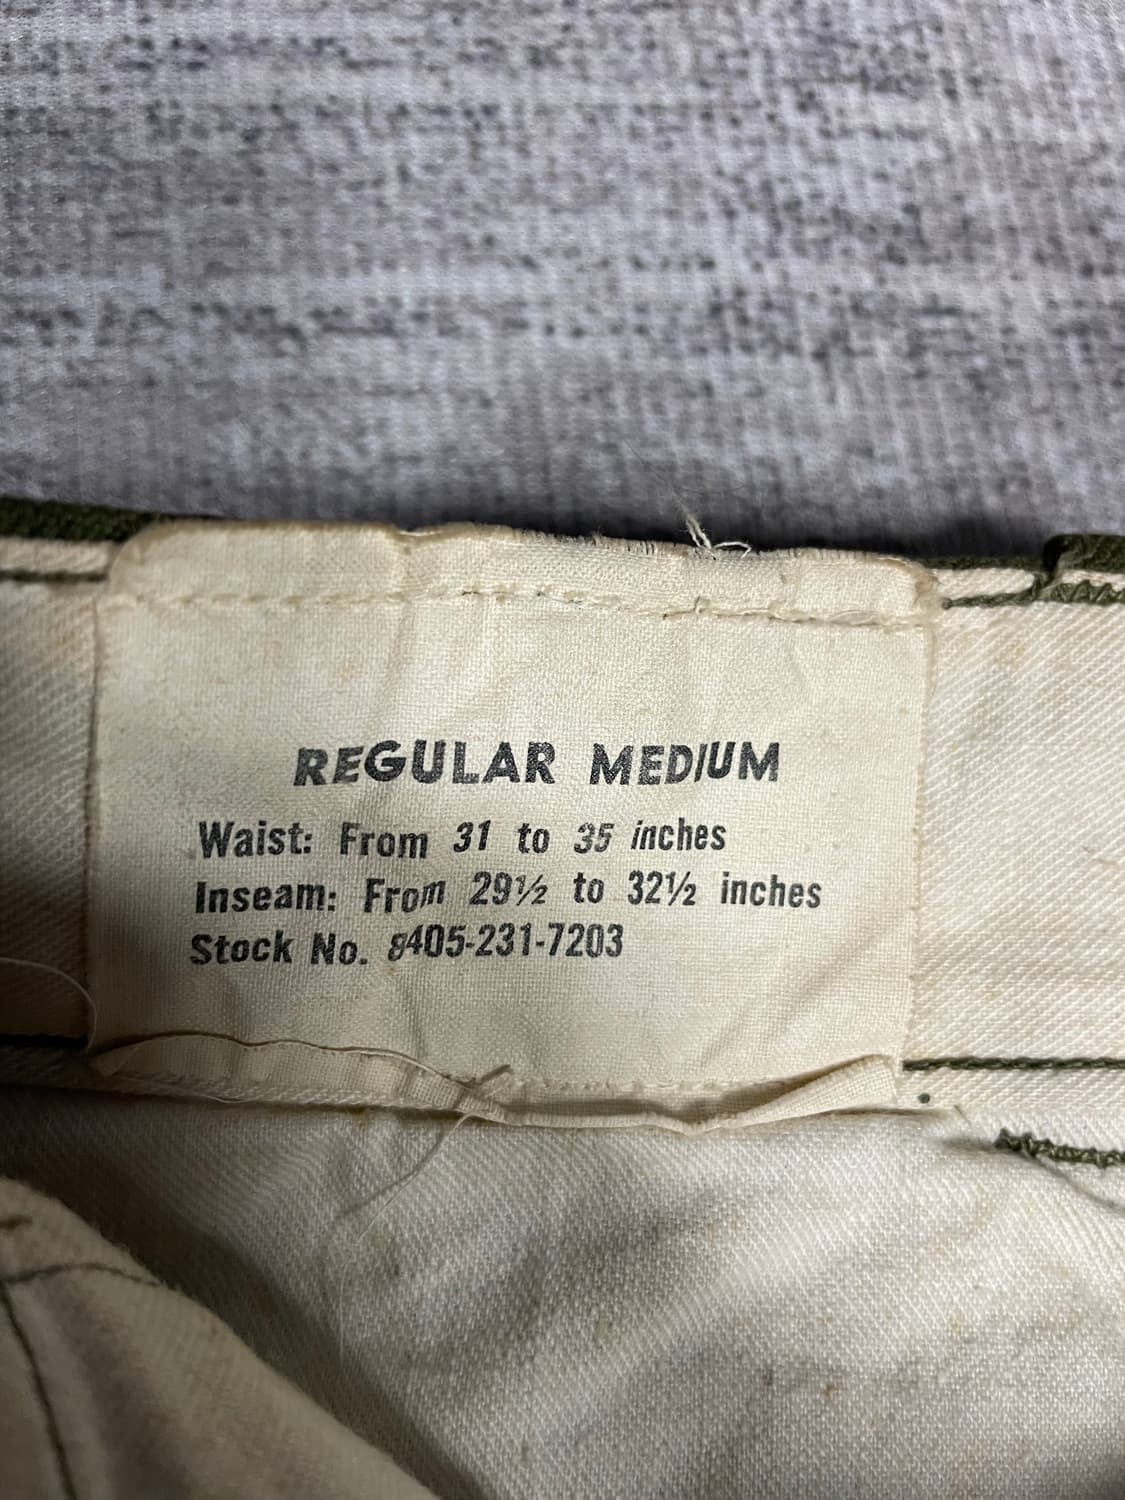 REGULAR MEDIUM
Waist: From 31 to 35 inches
Inseam: From 29½ to 32½ inches
Stock No. 8405-231-7203